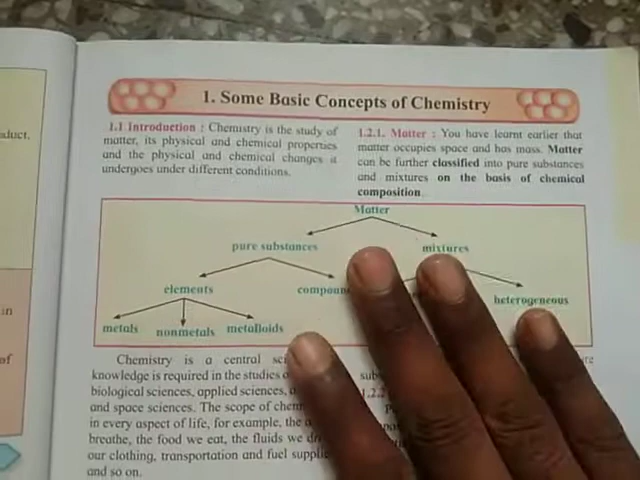 1. Some Basic Concepts of Chemistry
1.1 Introduction : Chemistry is the study of
matter, its physical and chemical properties
and the physical and chemical changes it
undergoes under different conditions.
1.2.1. Matter : You have learnt earlier that
matter occupies space and has mass. Matter
can be further classified into pure substances
and mixtures on the basis of chemical
composition.
Matter
pure substances
mixtures
elements
heterogeneous
metals
nonmetals
metalloids
Chemistry is a central
knowledge is required in the studies
biological sciences, applied sciences,
and space sciences. The scope of
in every aspect of life, for example, the
breathe, the food we eat, the fluids we
our clothing, transportation and fuel
and so on.
duct.
in
of